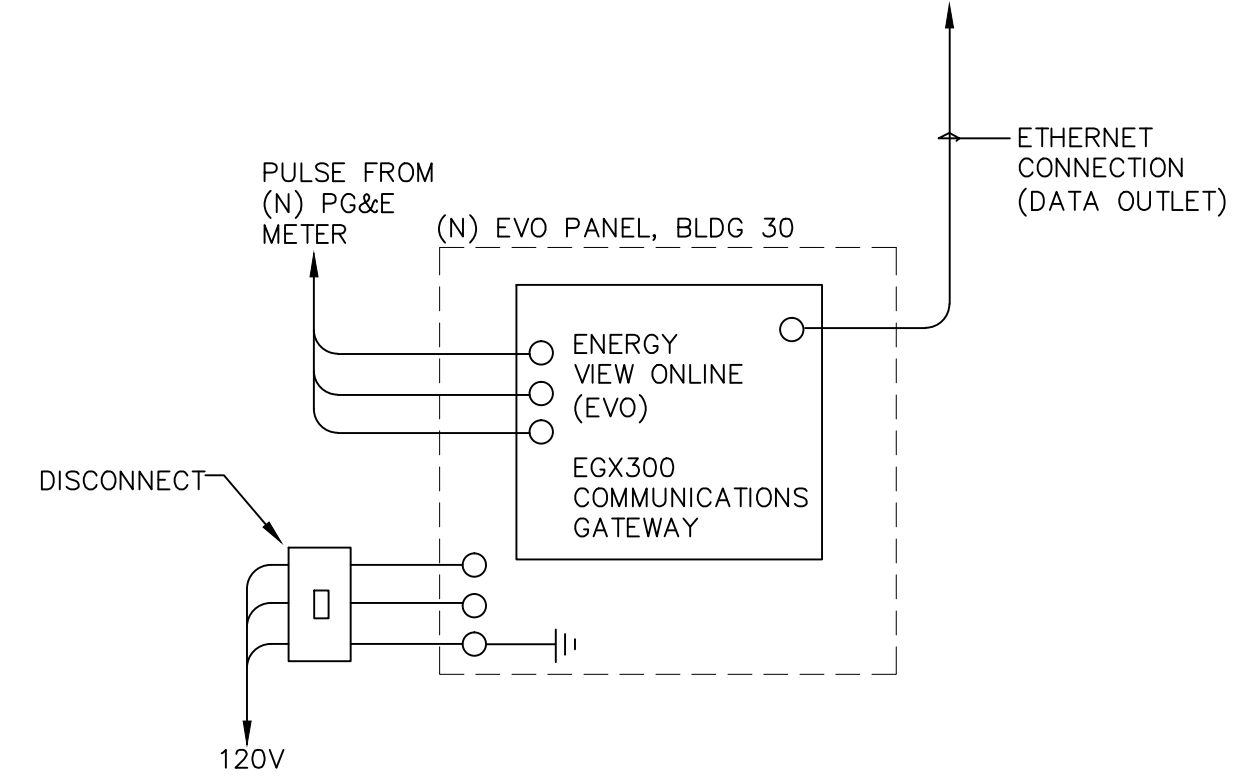 ETHERNET
CONNECTION
(DATA OUTLET)
PULSE FROM
(N) PG&E
METER
(N) EVO PANEL, BLDG 30
ENERGY
VIEW ONLINE
(EVO)
EGX300
COMMUNICATIONS
GATEWAY
DISCONNECT
120V